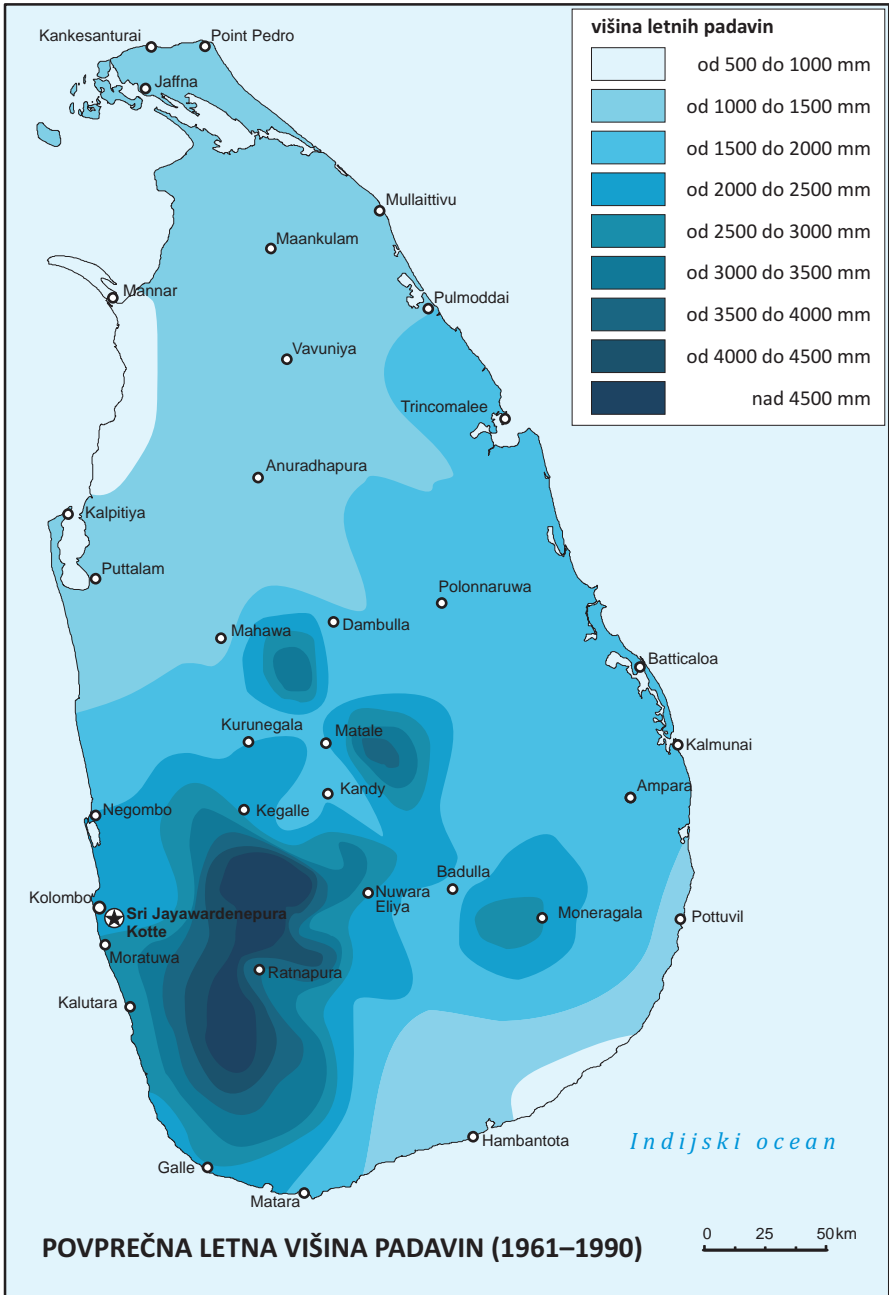 višina letnih padavin
od 500 do 1000 mm
od 1000 do 1500 mm
od 1500 do 2000 mm
od 2000 do 2500 mm
od 2500 do 3000 mm
od 3000 do 3500 mm
od 3500 do 4000 mm
od 4000 do 4500 mm
nad 4500 mm
Kankesanturai
Point Pedro
Jaffna
Mullaittivu
Maankulam
Mannar
Pulmoddai
Vavuniya
Trincomalee
Anuradhapura
Kalpitiya
Puttalam
Polonnaruwa
Dambulla
Mahawa
Batticaloa
Kurunegala
Matale
Kalmunai
Kandy
Ampara
Negombo
Kegalle
Badulla
Nuwara
Eliya
Kolombo
Sri Jayawardenepura
Kotte
Moneragala
Pottuvil
Moratuwa
Ratnapura
Kalutara
Hambantota
Indijski ocean
Galle
Matara
POVPREČNA LETNA VIŠINA PADAVIN (1961–1990)
0 25 50 km